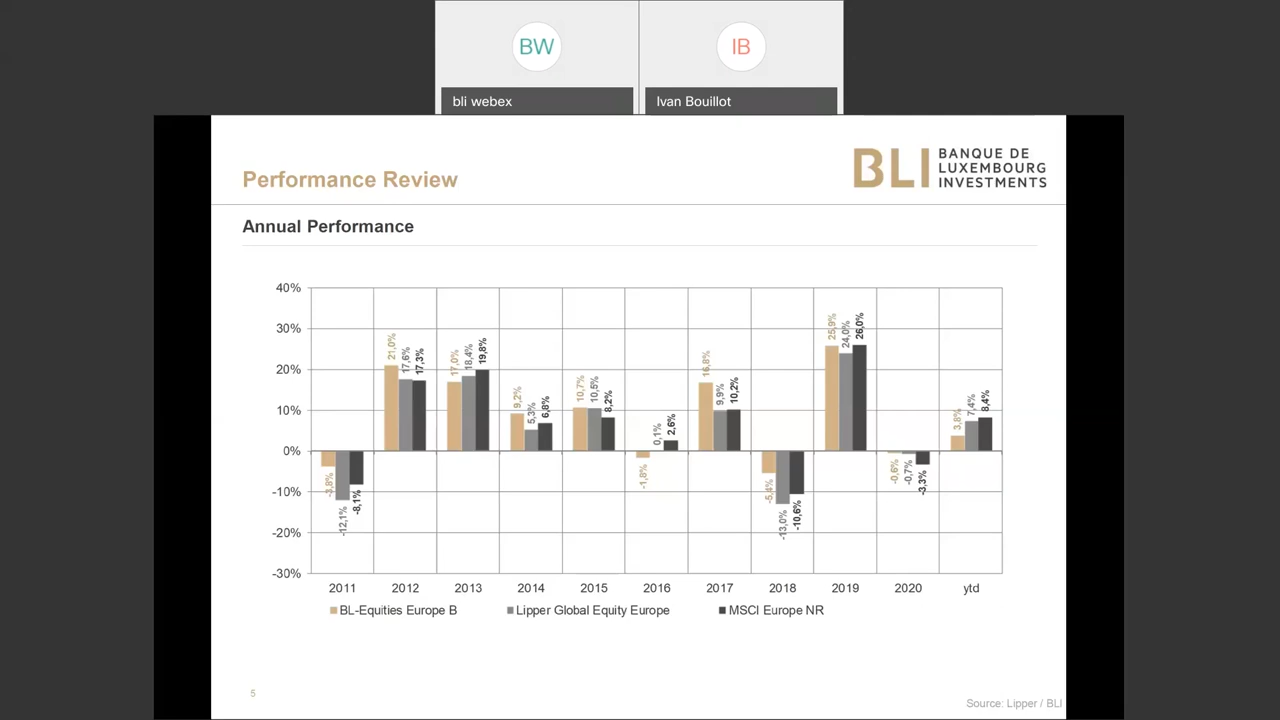 BW
IB
bli webex
Ivan Bouillot
BLI
BANQUE DE
LUXEMBOURG
INVESTMENTS
Performance Review
Annual Performance
40%
30%
20%
10%
0%
-10%
-20%
-30%
-3,8% -12,1% -8,1%
21,0% 17,6% 17,3%
17,0% 18,4% 19,8%
9,2% 5,3% 6,8%
10,7% 10,5% 8,2%
-1,8% 0,1% 2,6%
16,8% 9,9% 10,2%
-5,4% -13,0% -10,6%
25,9% 24,0% 26,0%
-0,6% -0,7% -3,3%
3,8% 7,4% 8,4%
2011 2012 2013 2014 2015 2016 2017 2018 2019 2020 ytd
BL-Equities Europe B Lipper Global Equity Europe MSCI Europe NR
5
Source: Lipper / BLI